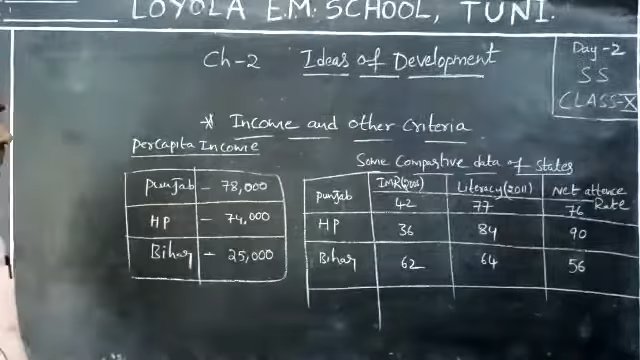 LOYOLA E.M. SCHOOL, TUNI.
Ch-2 Ideas of Development
Day-2
SS
CLASS-X
* Income and other Criteria
Percapita Income
Punjab - 78,000
HP - 74,000
Bihar - 25,000
Some Compartive data of States
IMR Literacy(2011) Net attence Rate
Punjab 42 77 76
HP 36 84 90
Bihar 62 64 56